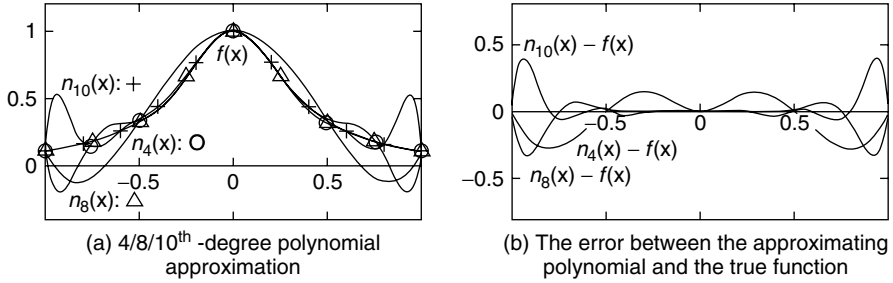 1
f(x)
n10(x): +
0.5
n4(x): O
0
−0.5 0 0.5
n8(x): △
(a) 4/8/10th -degree polynomial
approximation
0.5
n10(x) − f(x)
0
−0.5 0 0.5
n4(x) − f(x)
n8(x) − f(x)
−0.5
(b) The error between the approximating
polynomial and the true function